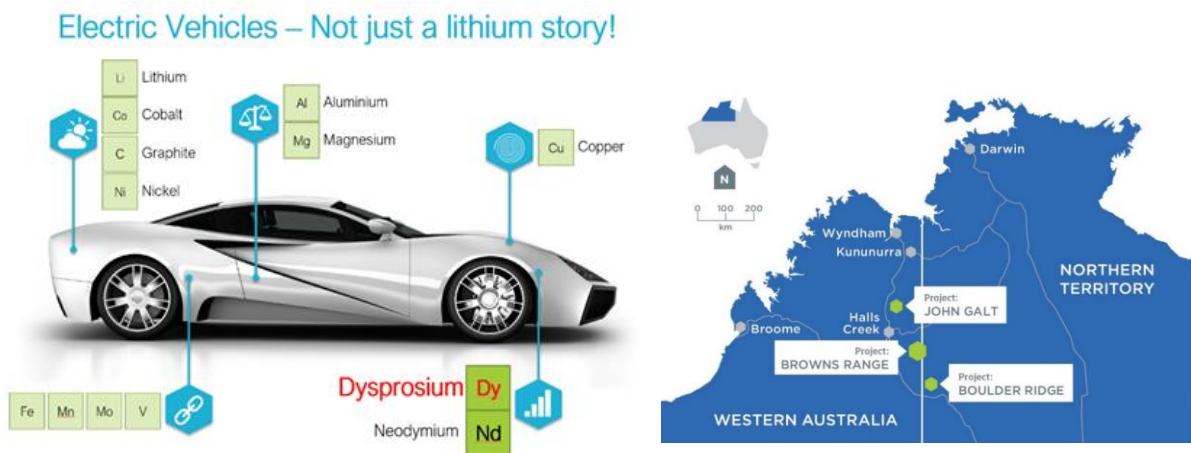 Electric Vehicles – Not just a lithium story!
Li Lithium
Co Cobalt
C Graphite
Ni Nickel
Al Aluminium
Mg Magnesium
Cu Copper
Fe Mn Mo V
Dysprosium Dy
Neodymium Nd
N
0 100 200
km
Darwin
Wyndham
Kununurra
NORTHERN
TERRITORY
Project:
JOHN GALT
Halls
Creek
Broome
Project:
BROWNS RANGE
Project:
BOULDER RIDGE
WESTERN AUSTRALIA